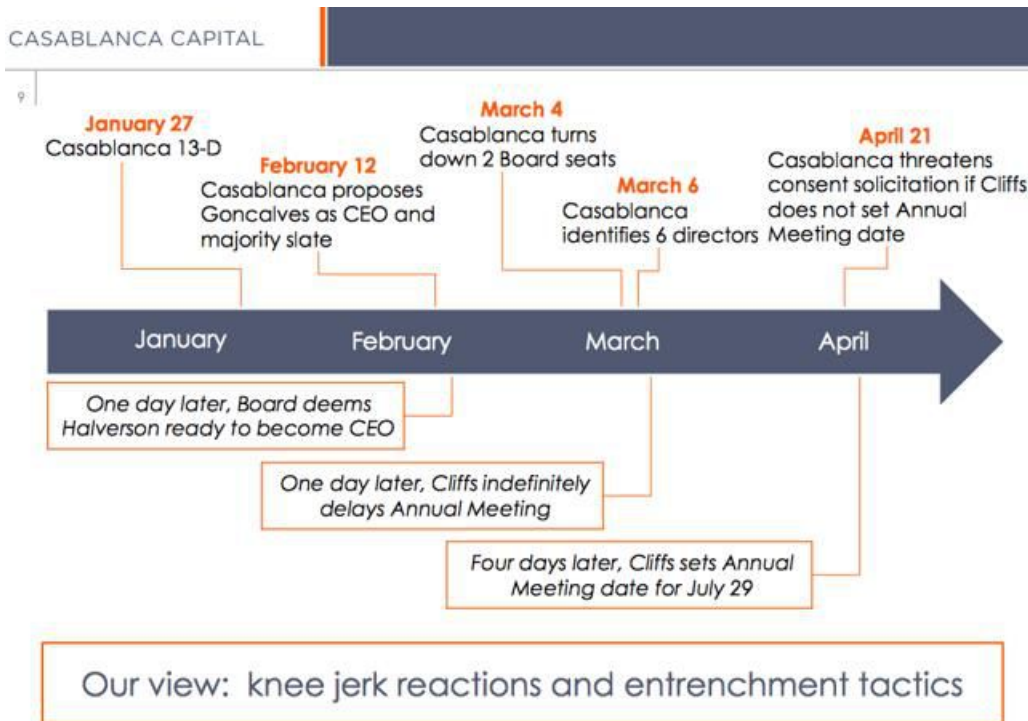 CASABLANCA CAPITAL
9
January 27
Casablanca 13-D
February 12
Casablanca proposes
Goncalves as CEO and
majority slate
March 4
Casablanca turns
down 2 Board seats
March 6
Casablanca
identifies 6 directors
April 21
Casablanca threatens
consent solicitation if Cliffs
does not set Annual
Meeting date
January
February
March
April
One day later, Board deems
Halverson ready to become CEO
One day later, Cliffs indefinitely
delays Annual Meeting
Four days later, Cliffs sets Annual
Meeting date for July 29
Our view: knee jerk reactions and entrenchment tactics